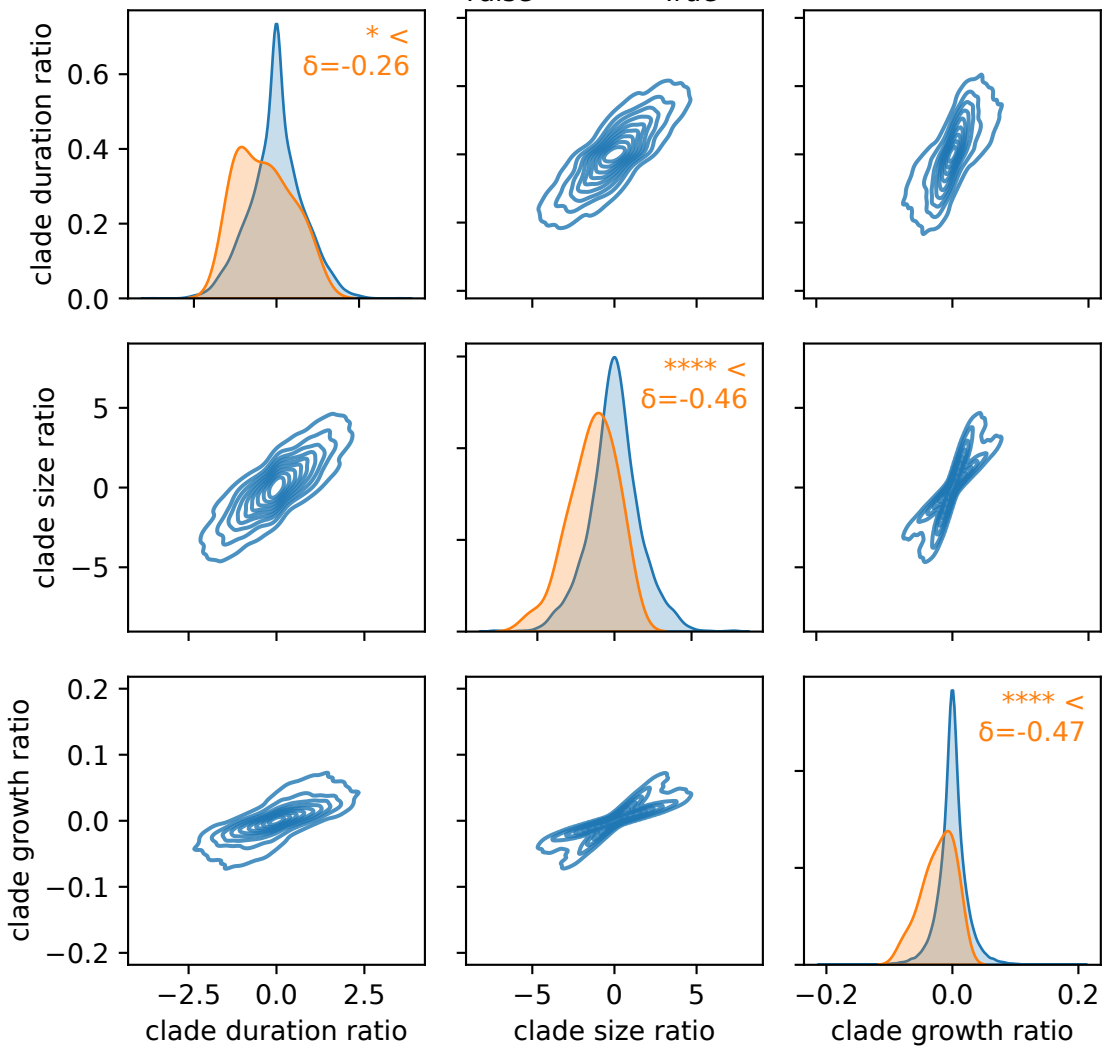 * <
δ=-0.26
clade duration ratio
0.6
0.4
0.2
0.0
**** <
δ=-0.46
clade size ratio
5
0
−5
**** <
δ=-0.47
clade growth ratio
0.2
0.1
0.0
−0.1
−0.2
−2.5 0.0 2.5
−5 0 5
−0.2 0.0 0.2
clade duration ratio
clade size ratio
clade growth ratio